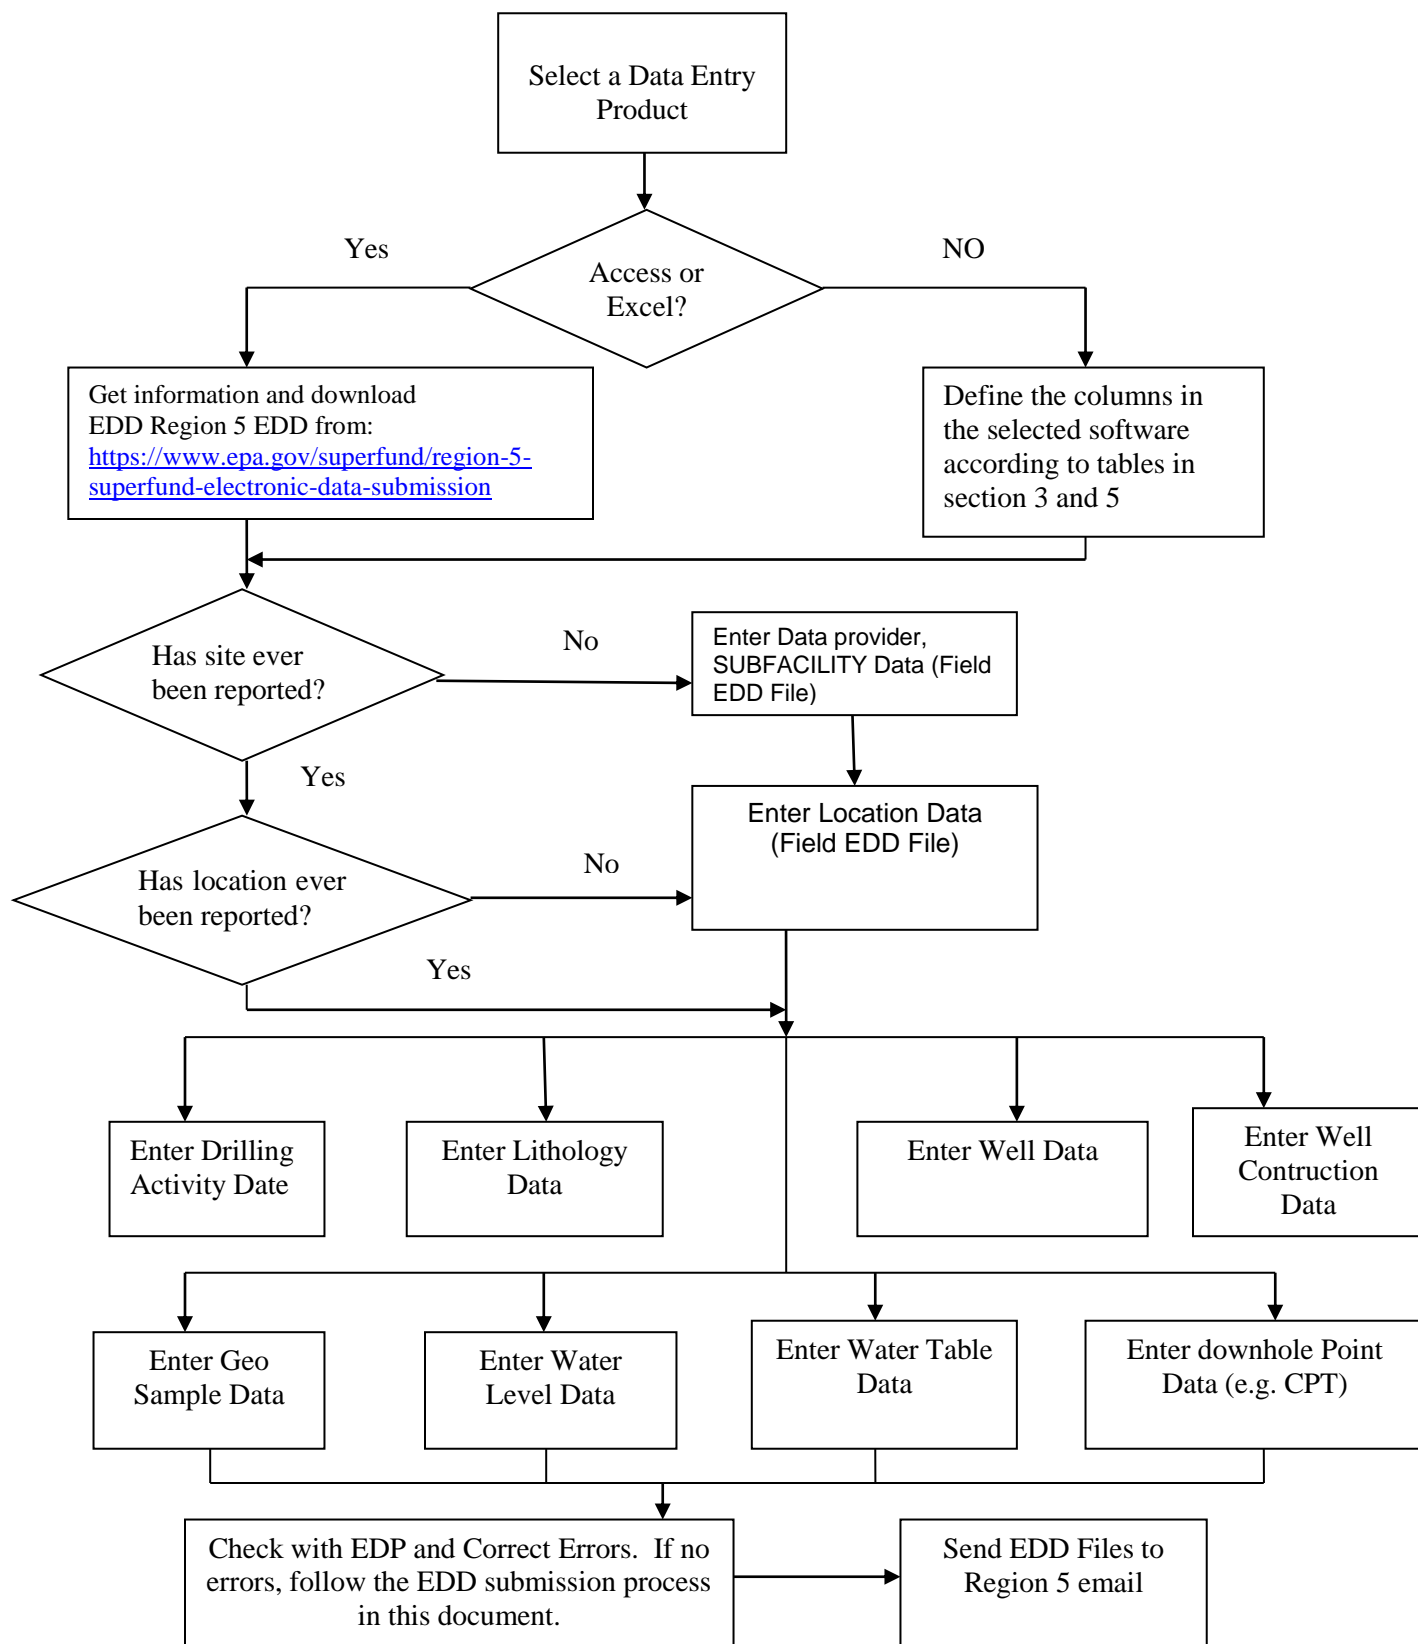 Select a Data Entry
Product
Yes
NO
Access or
Excel?
Get information and download
EDD Region 5 EDD from:
https://www.epa.gov/superfund/region-5-
superfund-electronic-data-submission
Define the columns in
the selected software
according to tables in
section 3 and 5
Has site ever
been reported?
No
Enter Data provider,
SUBFACILITY Data (Field
EDD File)
Yes
Enter Location Data
(Field EDD File)
Has location ever
been reported?
No
Yes
Enter Drilling
Activity Date
Enter Lithology
Data
Enter Well Data
Enter Well
Contruction
Data
Enter Geo
Sample Data
Enter Water
Level Data
Enter Water Table
Data
Enter downhole Point
Data (e.g. CPT)
Check with EDP and Correct Errors.  If no
errors, follow the EDD submission process
in this document.
Send EDD Files to
Region 5 email